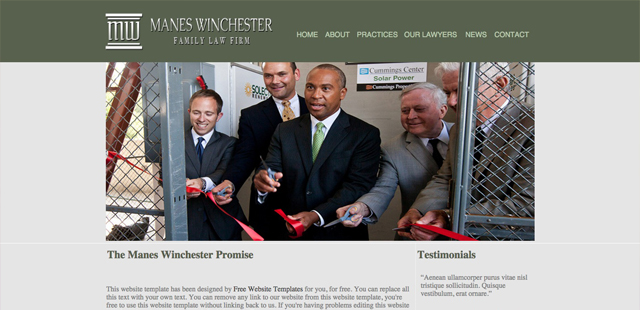 MW
MANES WINCHESTER
FAMILY LAW FIRM
HOME ABOUT PRACTICES OUR LAWYERS NEWS CONTACT
Cummings Center
Solar Power
Cummings
The Manes Winchester Promise
This website template has been designed by Free Website Templates for you, for free. You can replace all
this text with your own text. You can remove any link to our website from this website template, you're
free to use this website template without linking back to us. If you're having problems editing this website
Testimonials
“Aenean ullamcorper purus vitae nisl
tristique sollicitudin. Quisque
vestibulum, erat ornare.”